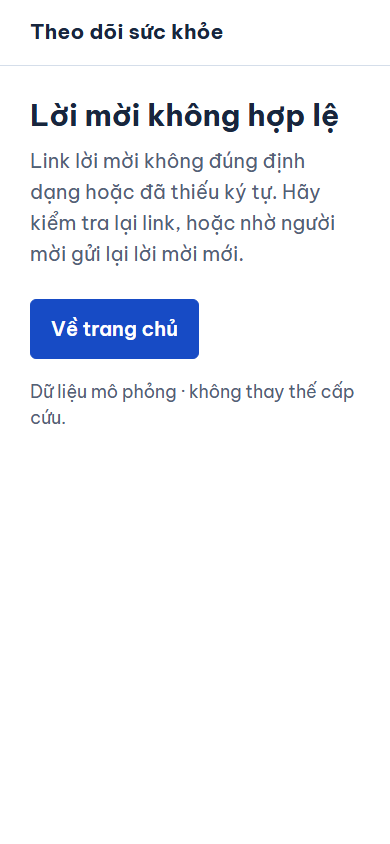 Theo dõi sức khỏe
Lời mời không hợp lệ
Link lời mời không đúng định
dạng hoặc đã thiếu ký tự. Hãy
kiểm tra lại link, hoặc nhờ người
mời gửi lại lời mời mới.
Về trang chủ
Dữ liệu mô phỏng · không thay thế cấp
cứu.